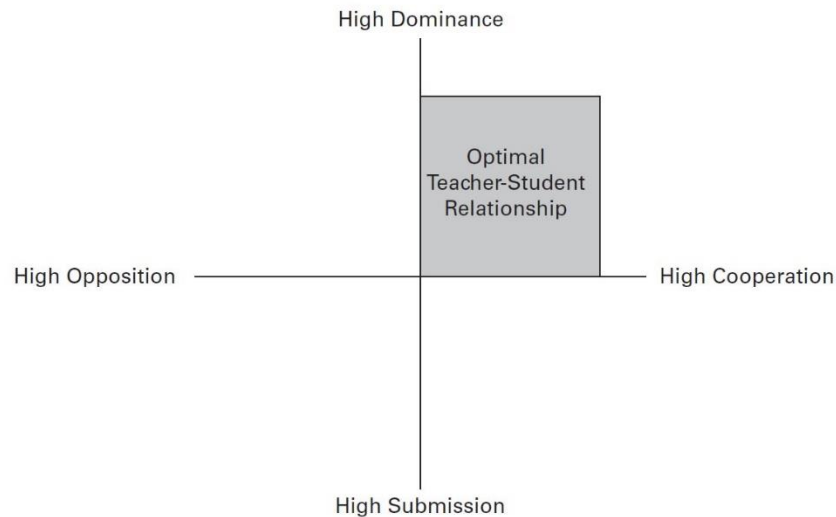 High Dominance
Optimal
Teacher-Student
Relationship
High Opposition
High Cooperation
High Submission